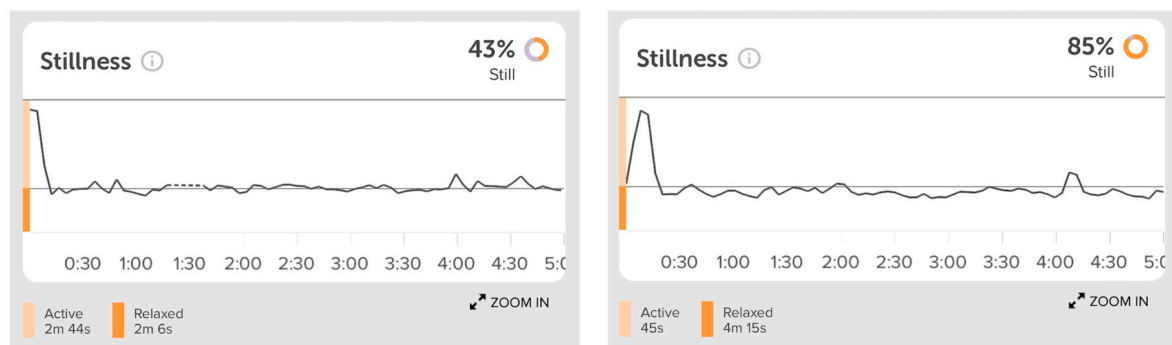 Stillness
43%
Still
0:30 1:00 1:30 2:00 2:30 3:00 3:30 4:00 4:30
ZOOM IN
Active
2m 44s
Relaxed
2m 6s
Stillness
85%
Still
0:30 1:00 1:30 2:00 2:30 3:00 3:30 4:00 4:30
ZOOM IN
Active
45s
Relaxed
4m 15s